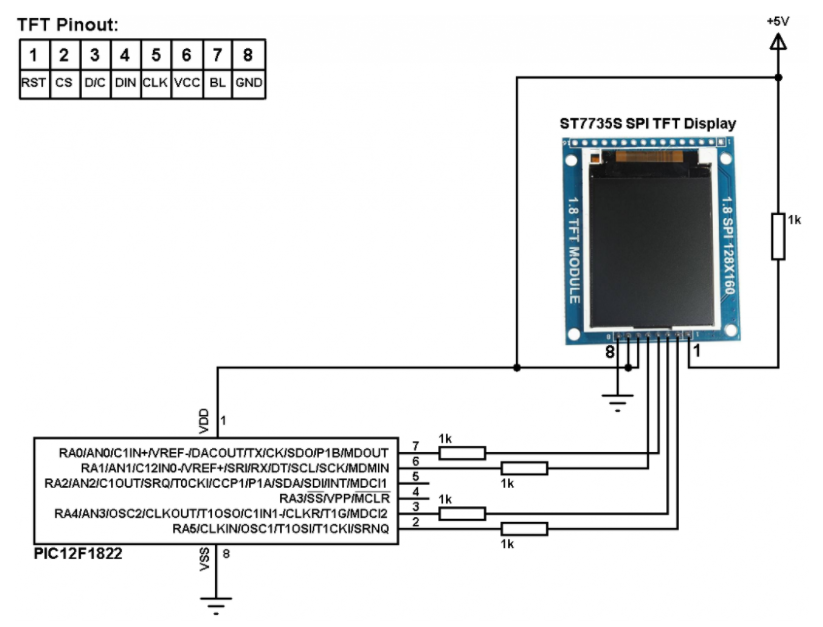 TFT Pinout:
1 2 3 4 5 6 7 8
RST CS D/C DIN CLK VCC BL GND
+5V
ST7735S SPI TFT Display
1.8 TFT MODULE
1.8 SPI 128X160
1k
8 1
VDD
1
RA0/AN0/C1IN+/VREF-/DACOUT/TX/CK/SDO/P1B/MDOUT 7 1k
RA1/AN1/C12IN0-/VREF+/SRI/RX/DT/SCL/SCK/MDMIN 6 1k
RA2/AN2/C1OUT/SRQ/T0CKI/CCP1/P1A/SDA/SDI/INT/MDCI1 5
RA3/SS/VPP/MCLR 4
RA4/AN3/OSC2/CLKOUT/T1OSO/C1IN1-/CLKR/T1G/MDCI2 3 1k
RA5/CLKIN/OSC1/T1OSI/T1CKI/SRNQ 2 1k
PIC12F1822
VSS
8